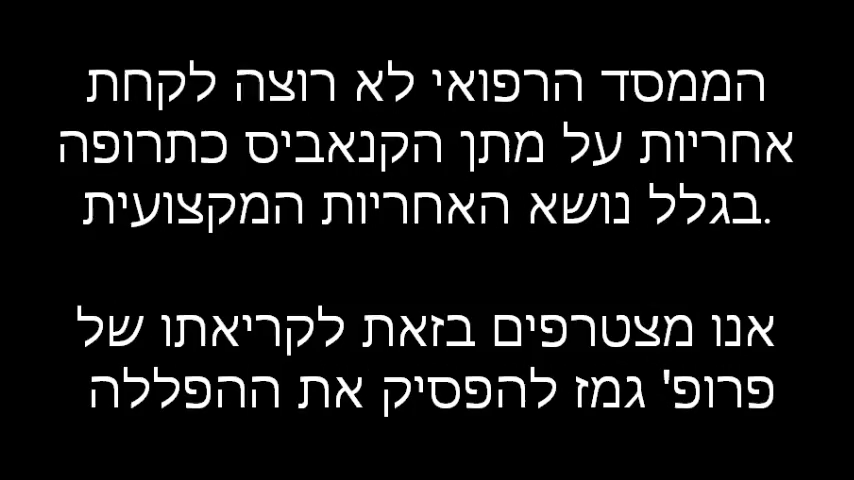 הממסד הרפואי לא רוצה לקחת
אחריות על מתן הקנאביס כתרופה
בגלל נושא האחריות המקצועית.
אנו מצטרפים בזאת לקריאתו של
פרופ' גמז להפסיק את ההפללה